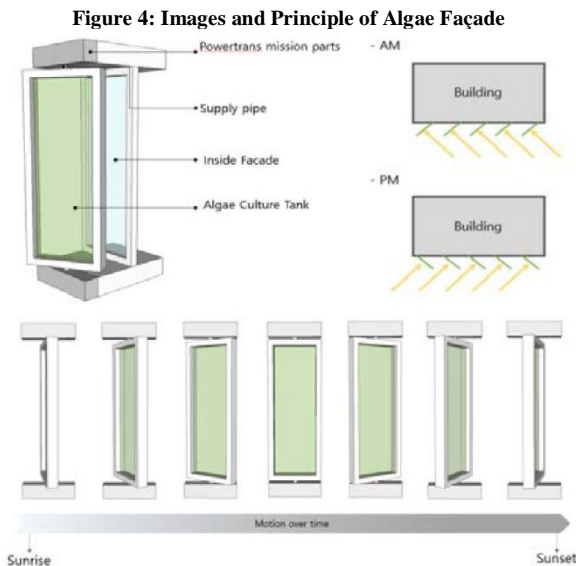 Figure 4: Images and Principle of Algae Façade
Powertrans mission parts
Supply pipe
Inside Facade
Algae Culture Tank
- AM
Building
- PM
Building
Motion over time
Sunrise
Sunset